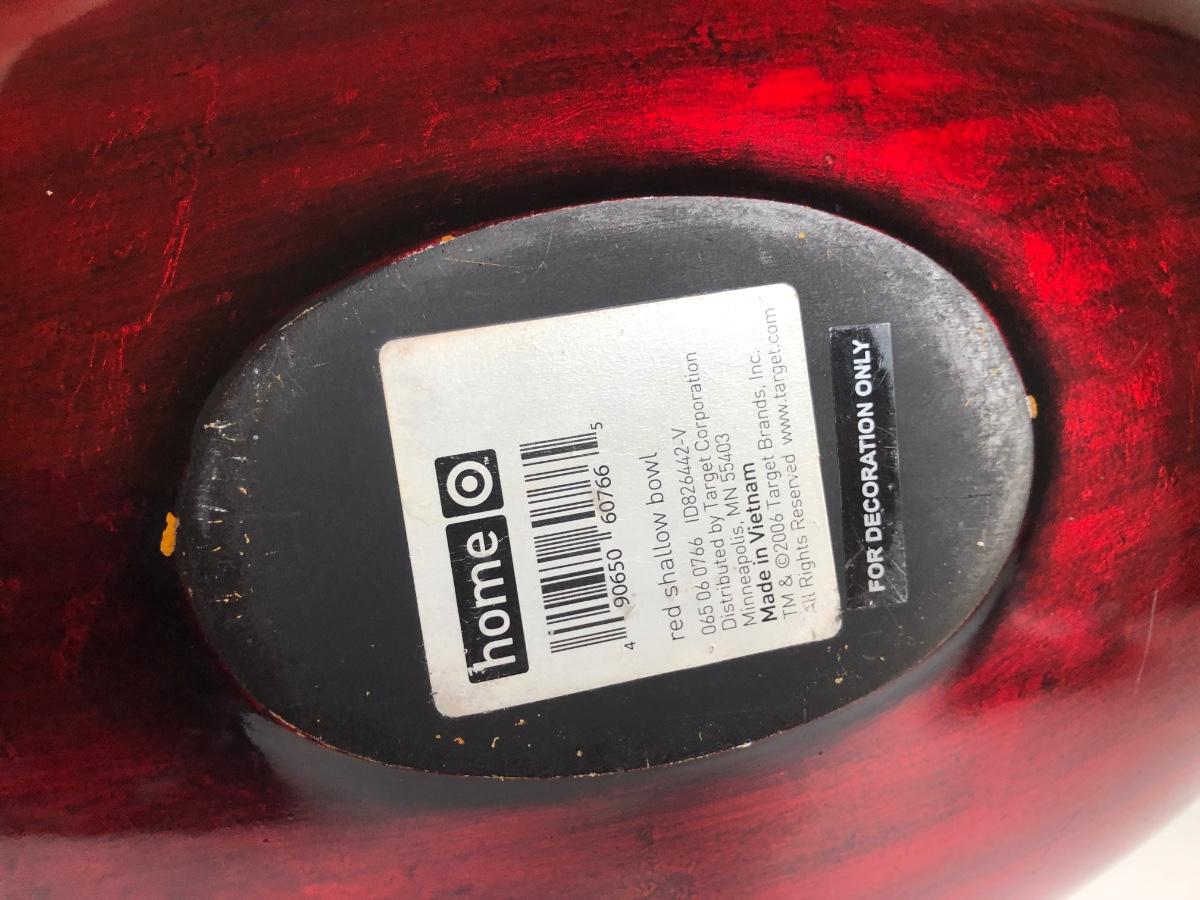 home
TM
4 90650 60766 5
red shallow bowl
065 06 0766 ID826442-V
Distributed by Target Corporation
Minneapolis, MN 55403
Made in Vietnam
TM & ©2006 Target Brands, Inc.
All Rights Reserved www.target.com
FOR DECORATION ONLY